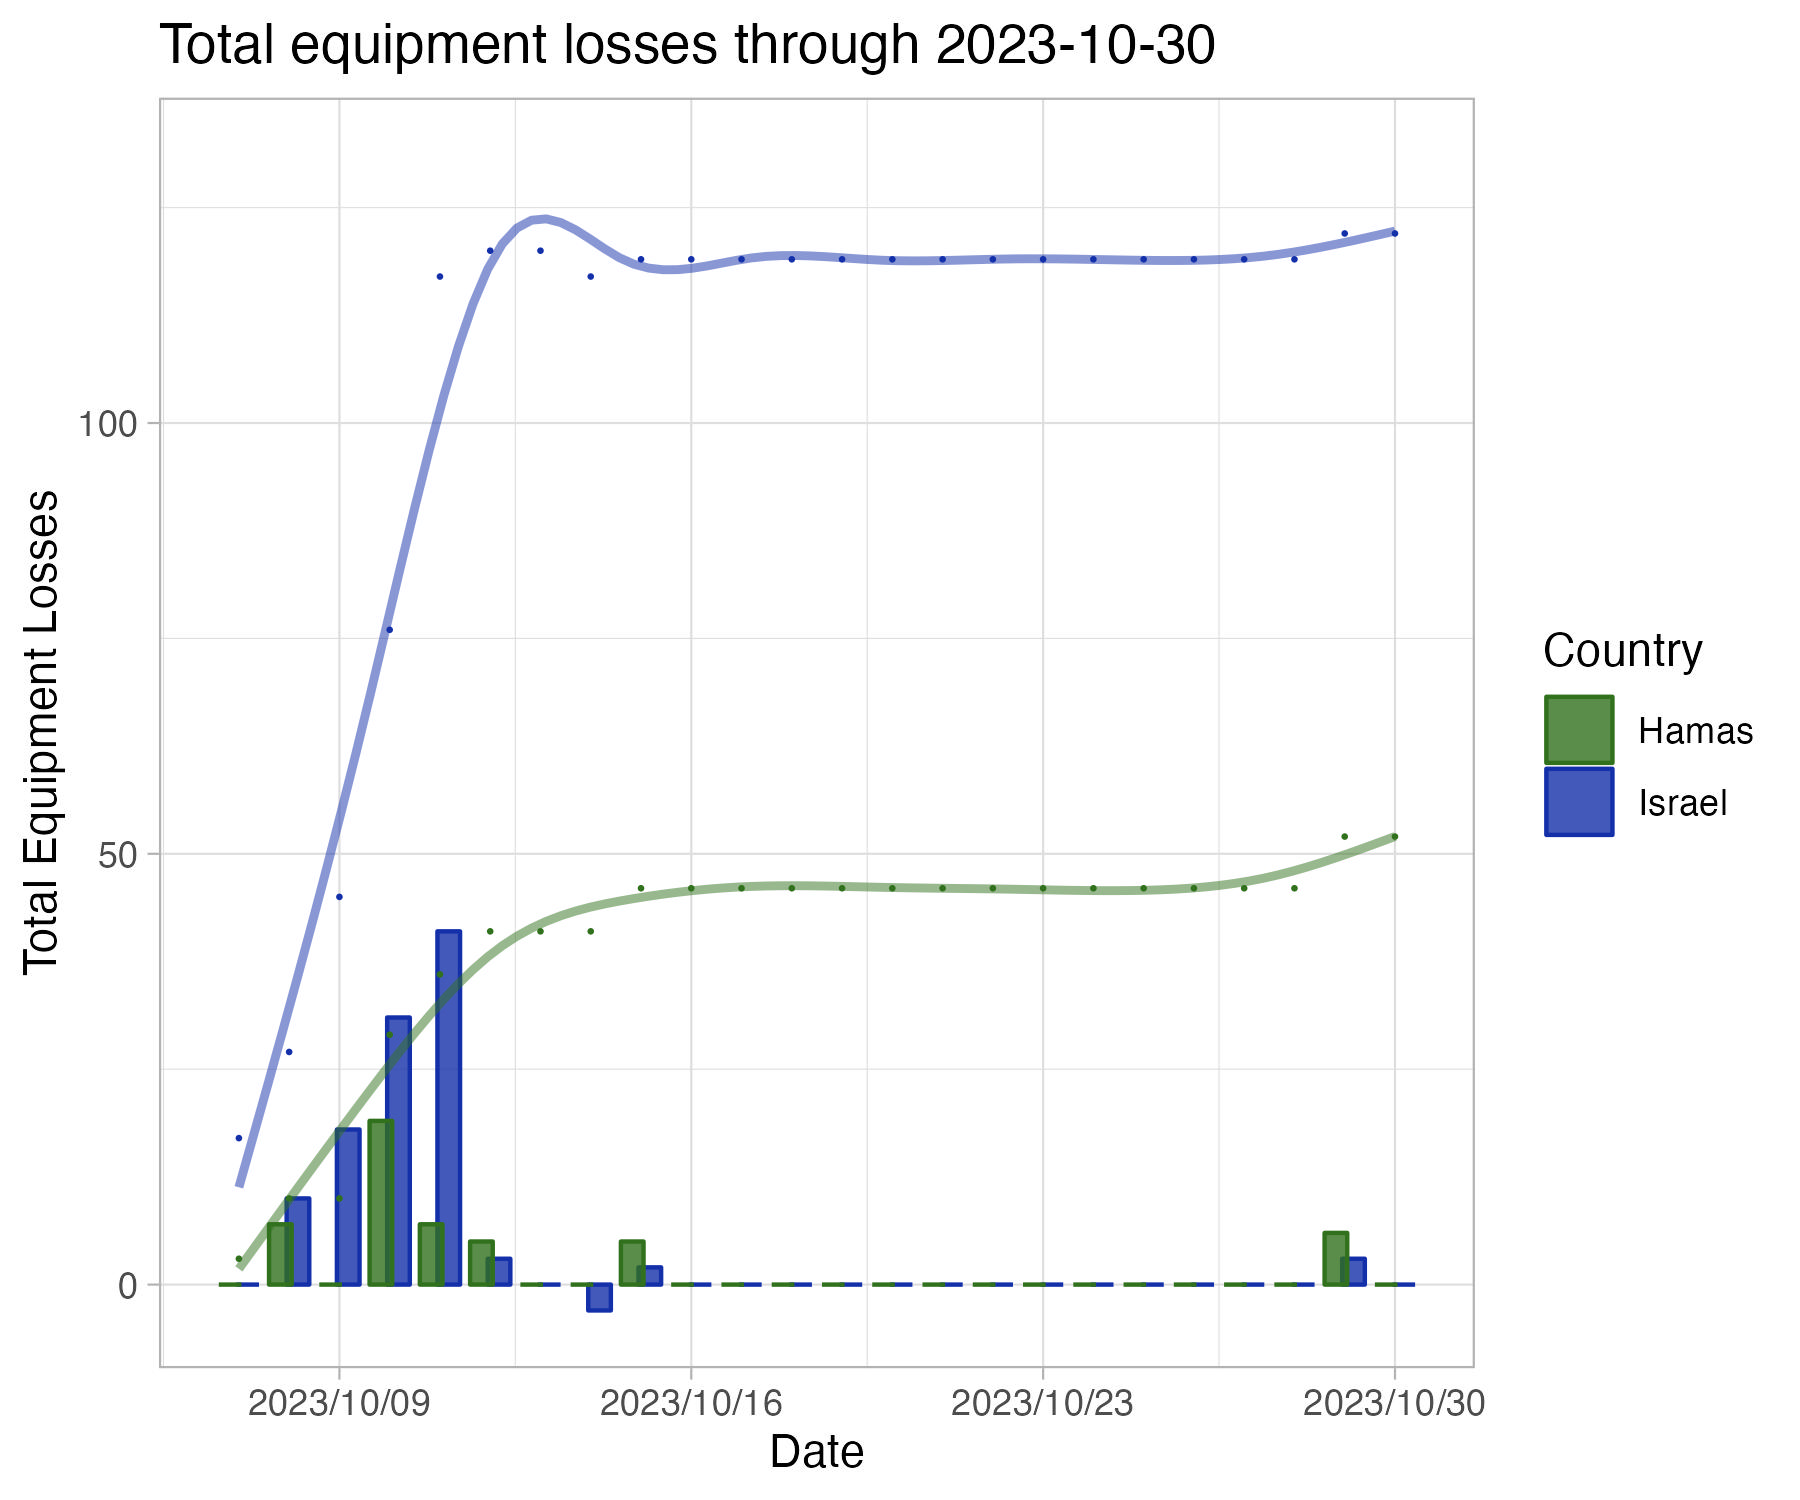 Total equipment losses through 2023-10-30
Total Equipment Losses
100
50
0
2023/10/09 2023/10/16 2023/10/23 2023/10/30
Date
Country
Hamas
Israel